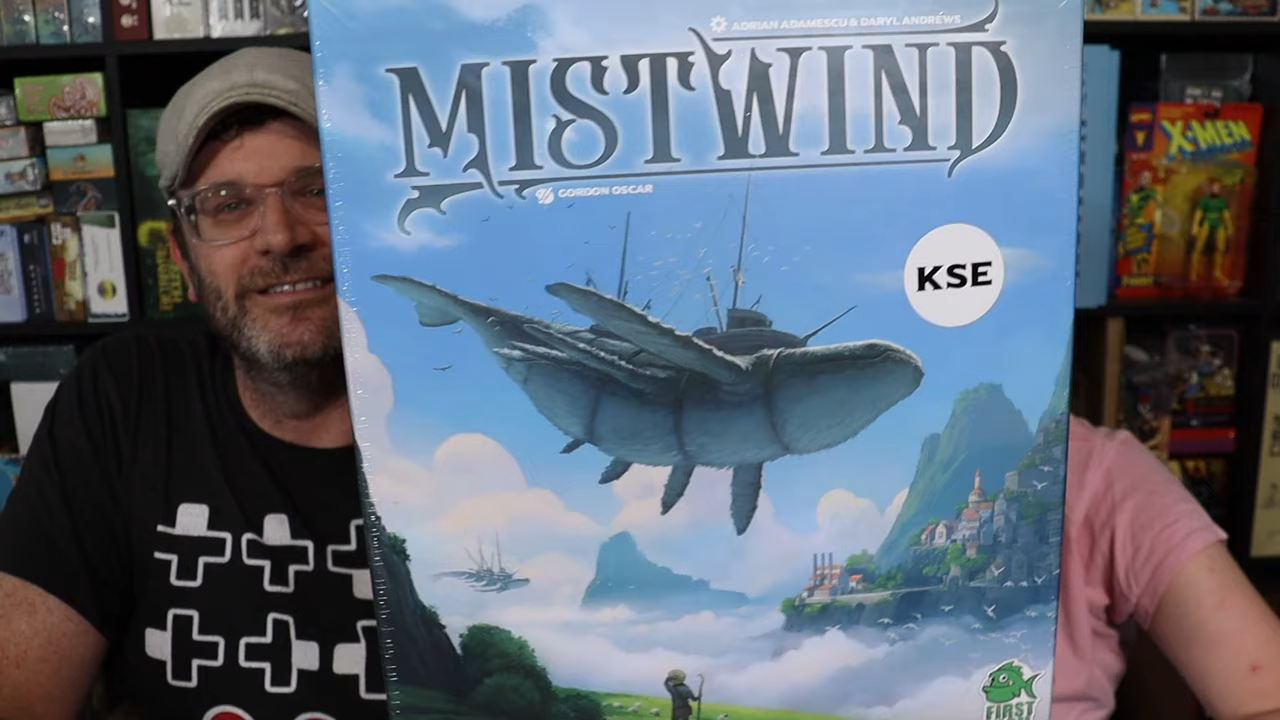 ADRIAN ADAMESCU & DARYL ANDREWS
MISTWIND
GORDON OSCAR
KSE
X-MEN
FIRST